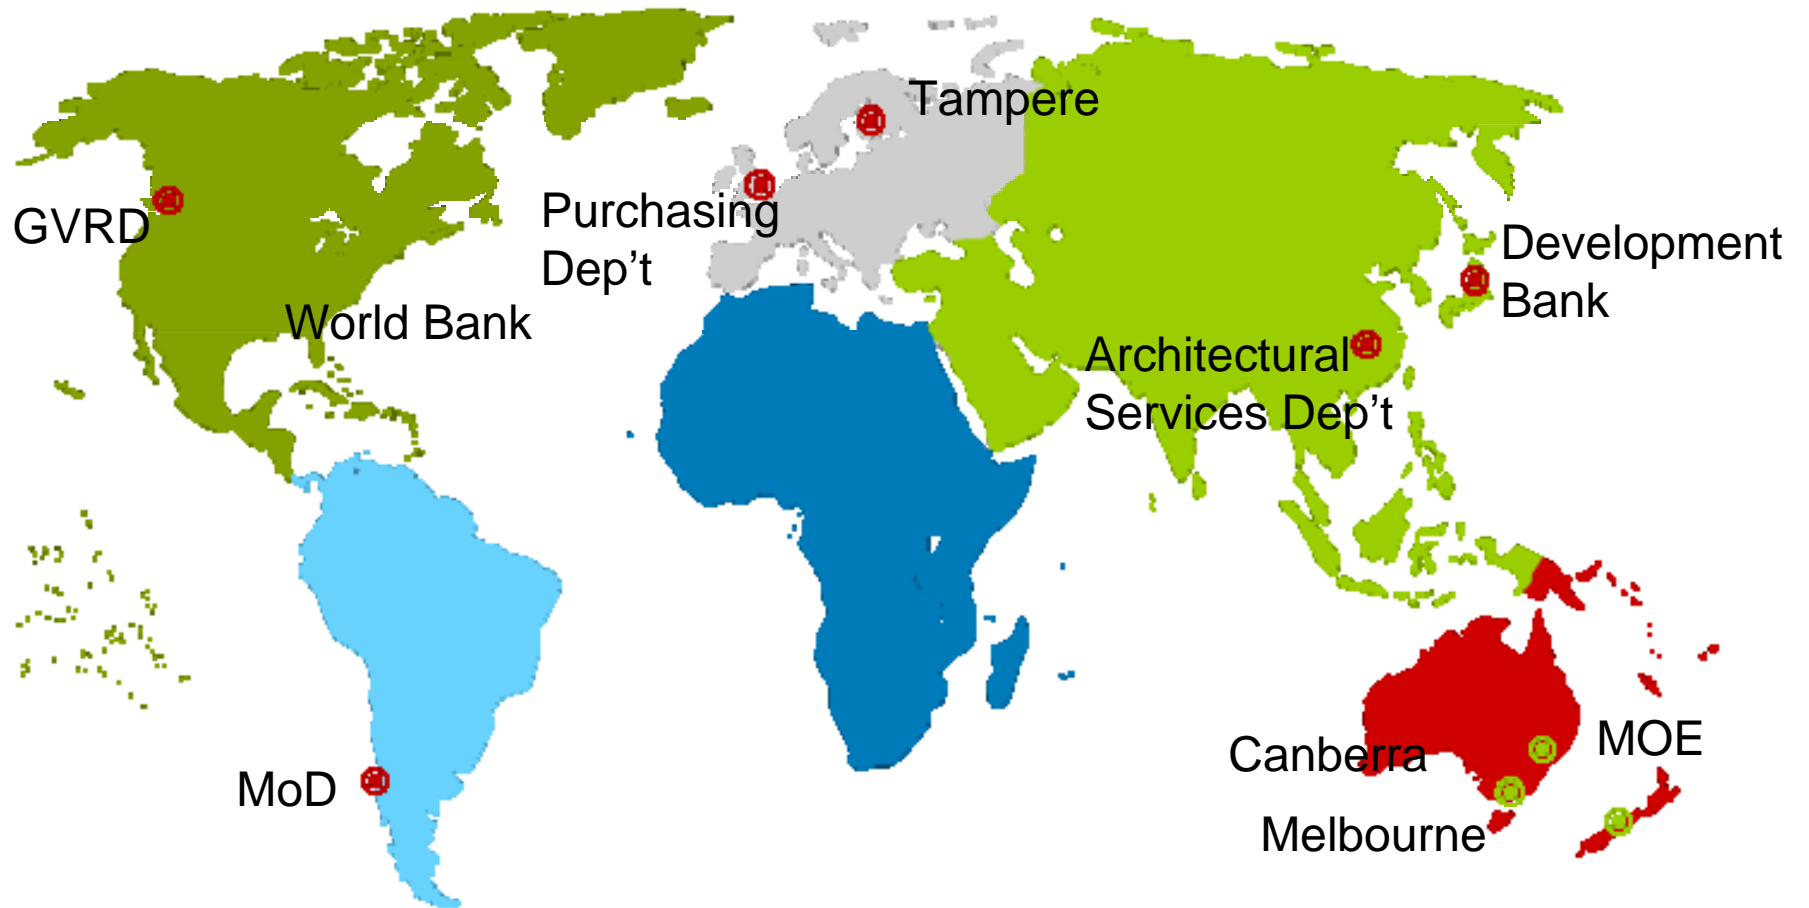 Tampere
Purchasing
Dep't
GVRD
Development
Bank
World Bank
Architectural
Services Dep't
MOE
Canberra
MoD
Melbourne